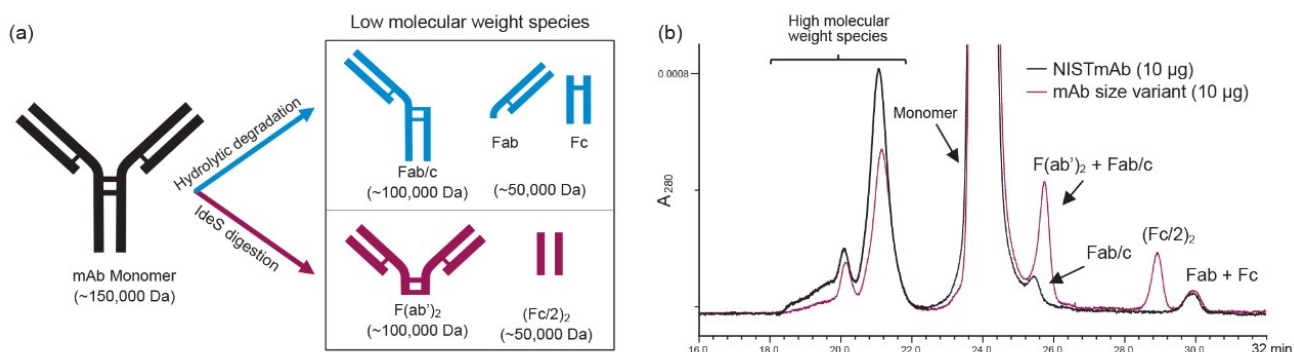 (a)
Low molecular weight species
Hydrolytic degradation
IdeS digestion
mAb Monomer
(~150,000 Da)
Fab/c
(~100,000 Da)
Fab
Fc
(~50,000 Da)
F(ab')₂
(~100,000 Da)
(Fc/2)₂
(~50,000 Da)
(b)
High molecular
weight species
NISTmAb (10 µg)
mAb size variant (10 µg)
0.0008
A₂₈₀
Monomer
F(ab')₂ + Fab/c
Fab/c
(Fc/2)₂
Fab + Fc
16.0 18.0 20.0 22.0 24.0 26.0 28.0 30.0 32 min